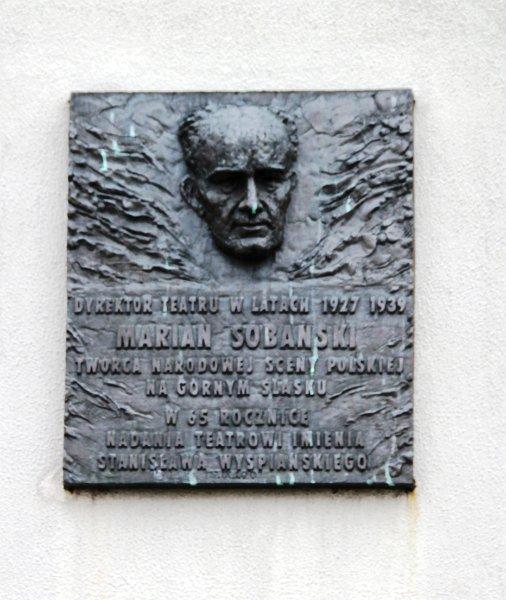 DYREKTOR TEATRU W LATACH 1927 1939
MARIAN SOBAŃSKI
TWÓRCA NARODOWEJ SCENY POLSKIEJ
NA GÓRNYM ŚLĄSKU
W 65 ROCZNICĘ
NADANIA TEATROWI IMIENIA
STANISŁAWA WYSPIAŃSKIEGO